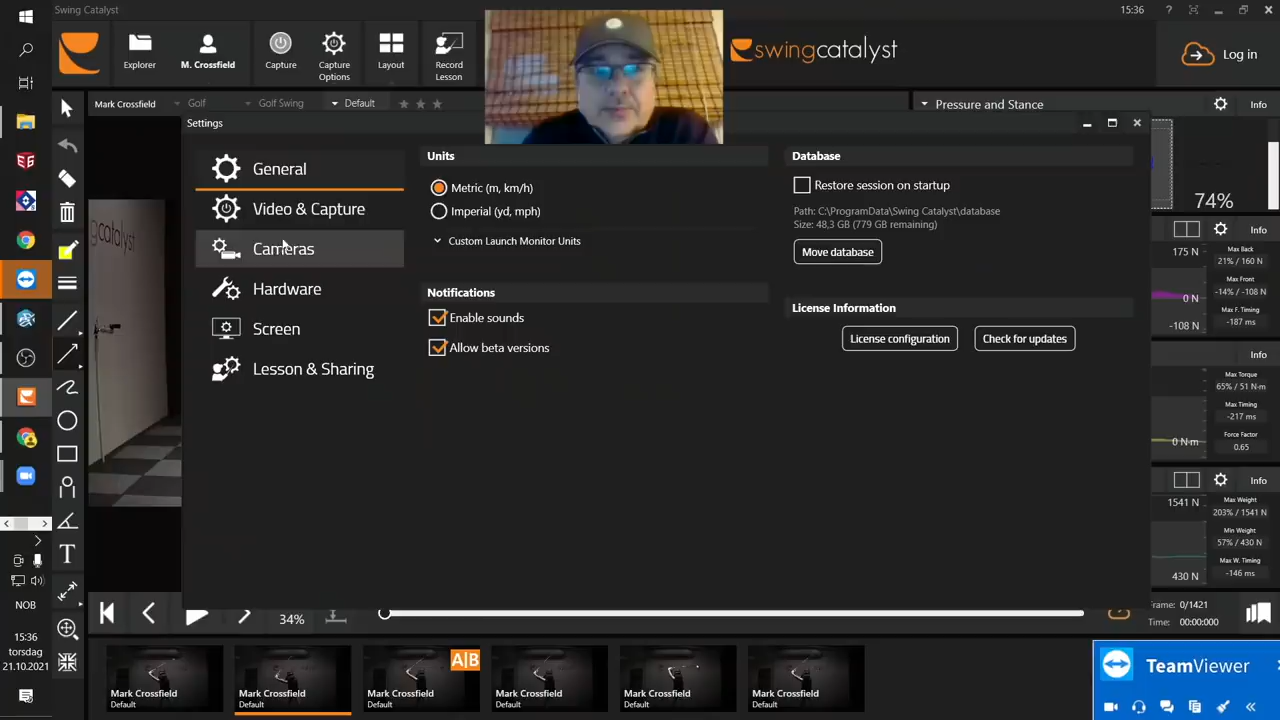 Swing Catalyst
15:36
Explorer
M. Crossfield
Capture
Capture Options
Layout
Record Lesson
swingcatalyst
Log in
Mark Crossfield
Golf
Golf Swing
Default
Pressure and Stance
Info
Settings
General
Video & Capture
Cameras
Hardware
Screen
Lesson & Sharing
Units
Metric (m, km/h)
Imperial (yd, mph)
Custom Launch Monitor Units
Notifications
Enable sounds
Allow beta versions
Database
Restore session on startup
Path: C:\ProgramData\Swing Catalyst\database
Size: 48,3 GB (779 GB remaining)
Move database
License Information
License configuration
Check for updates
74%
Info
175 N
0 N
-108 N
Max Back
21% / 160 N
Max Front
-14% / -108 N
Max F. Timing
-187 ms
Info
0 N·m
Max Torque
65% / 51 N·m
Max Timing
-217 ms
Force Factor
0.65
Info
1541 N
430 N
Max Weight
203% / 1541 N
Min Weight
57% / 430 N
Max W. Timing
-146 ms
catalyst
T
34%
Frame: 0/1421
Time: 00:00:000
NOB
15:36
torsdag
21.10.2021
Mark Crossfield
Default
Mark Crossfield
Default
A|B
Mark Crossfield
Default
Mark Crossfield
Default
Mark Crossfield
Default
Mark Crossfield
Default
TeamViewer